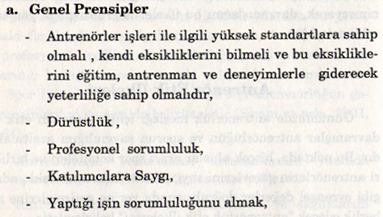 a. Genel Prensipler
- Antrenörler işleri ile ilgili yüksek standartlara sahip
olmalı , kendi eksikliklerini bilmeli ve bu eksiklikle-
rini eğitim, antrenman ve deneyimlerle giderecek
yeterliliğe sahip olmalıdır,
- Dürüstlük ,
- Profesyonel sorumluluk,
- Katılımcılara Saygı,
- Yaptığı işin sorumluluğunu almak,